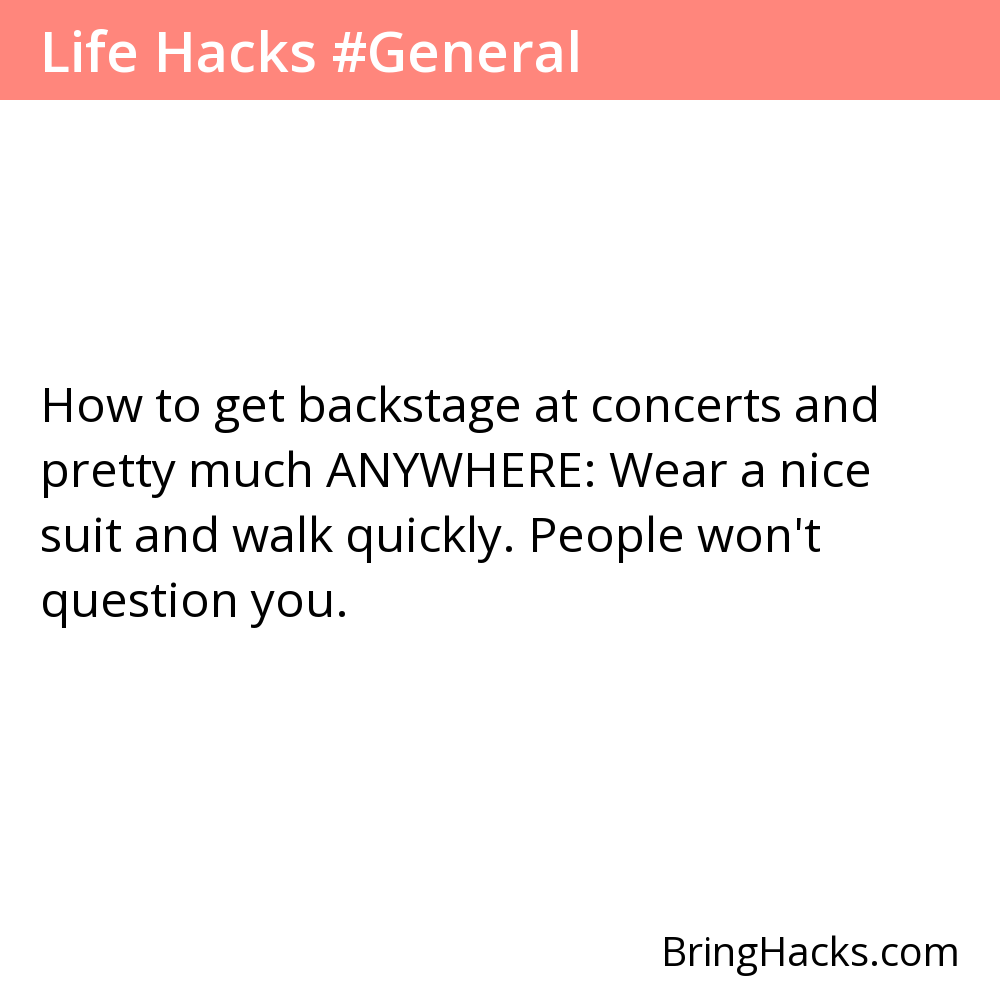 Life Hacks #General
How to get backstage at concerts and
pretty much ANYWHERE: Wear a nice
suit and walk quickly. People won't
question you.
BringHacks.com